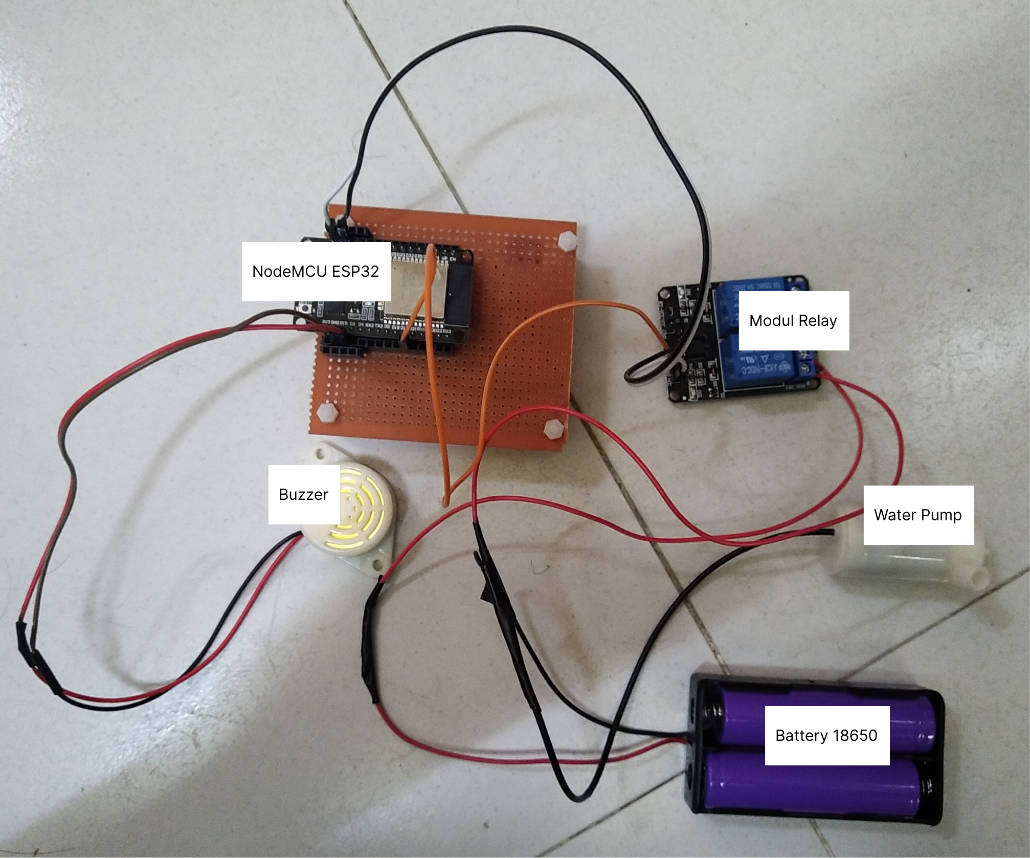 NodeMCU ESP32
Modul Relay
Buzzer
Water Pump
Battery 18650